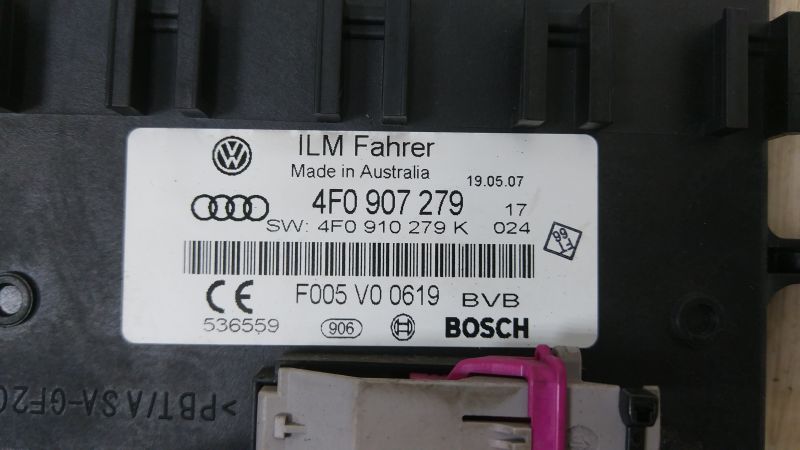 ILM Fahrer
Made in Australia
19.05.07
4F0 907 279 17
SW: 4F0 910 279 K 024
F005 V0 0619 BVB
CE
536559 906 BOSCH
>PBT/ASA-GF20